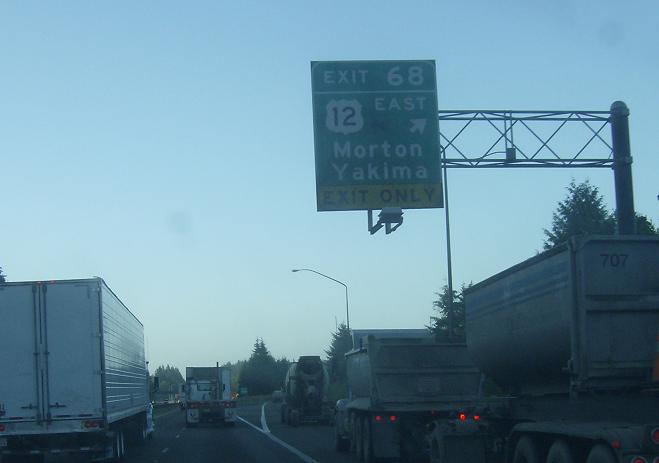 EXIT 68
12 EAST
Morton
Yakima
EXIT ONLY
707